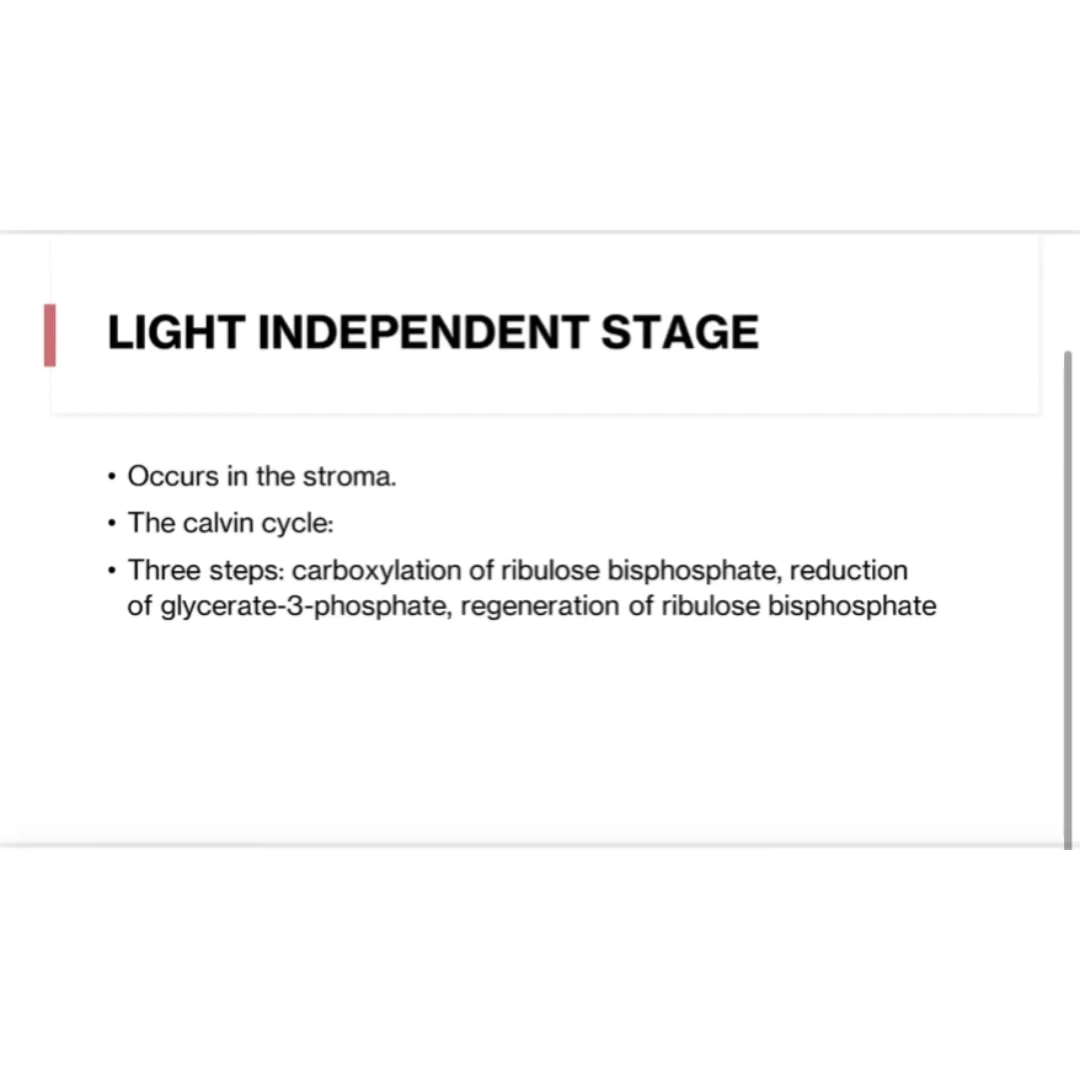 LIGHT INDEPENDENT STAGE
• Occurs in the stroma.
• The calvin cycle:
• Three steps: carboxylation of ribulose bisphosphate, reduction
of glycerate-3-phosphate, regeneration of ribulose bisphosphate